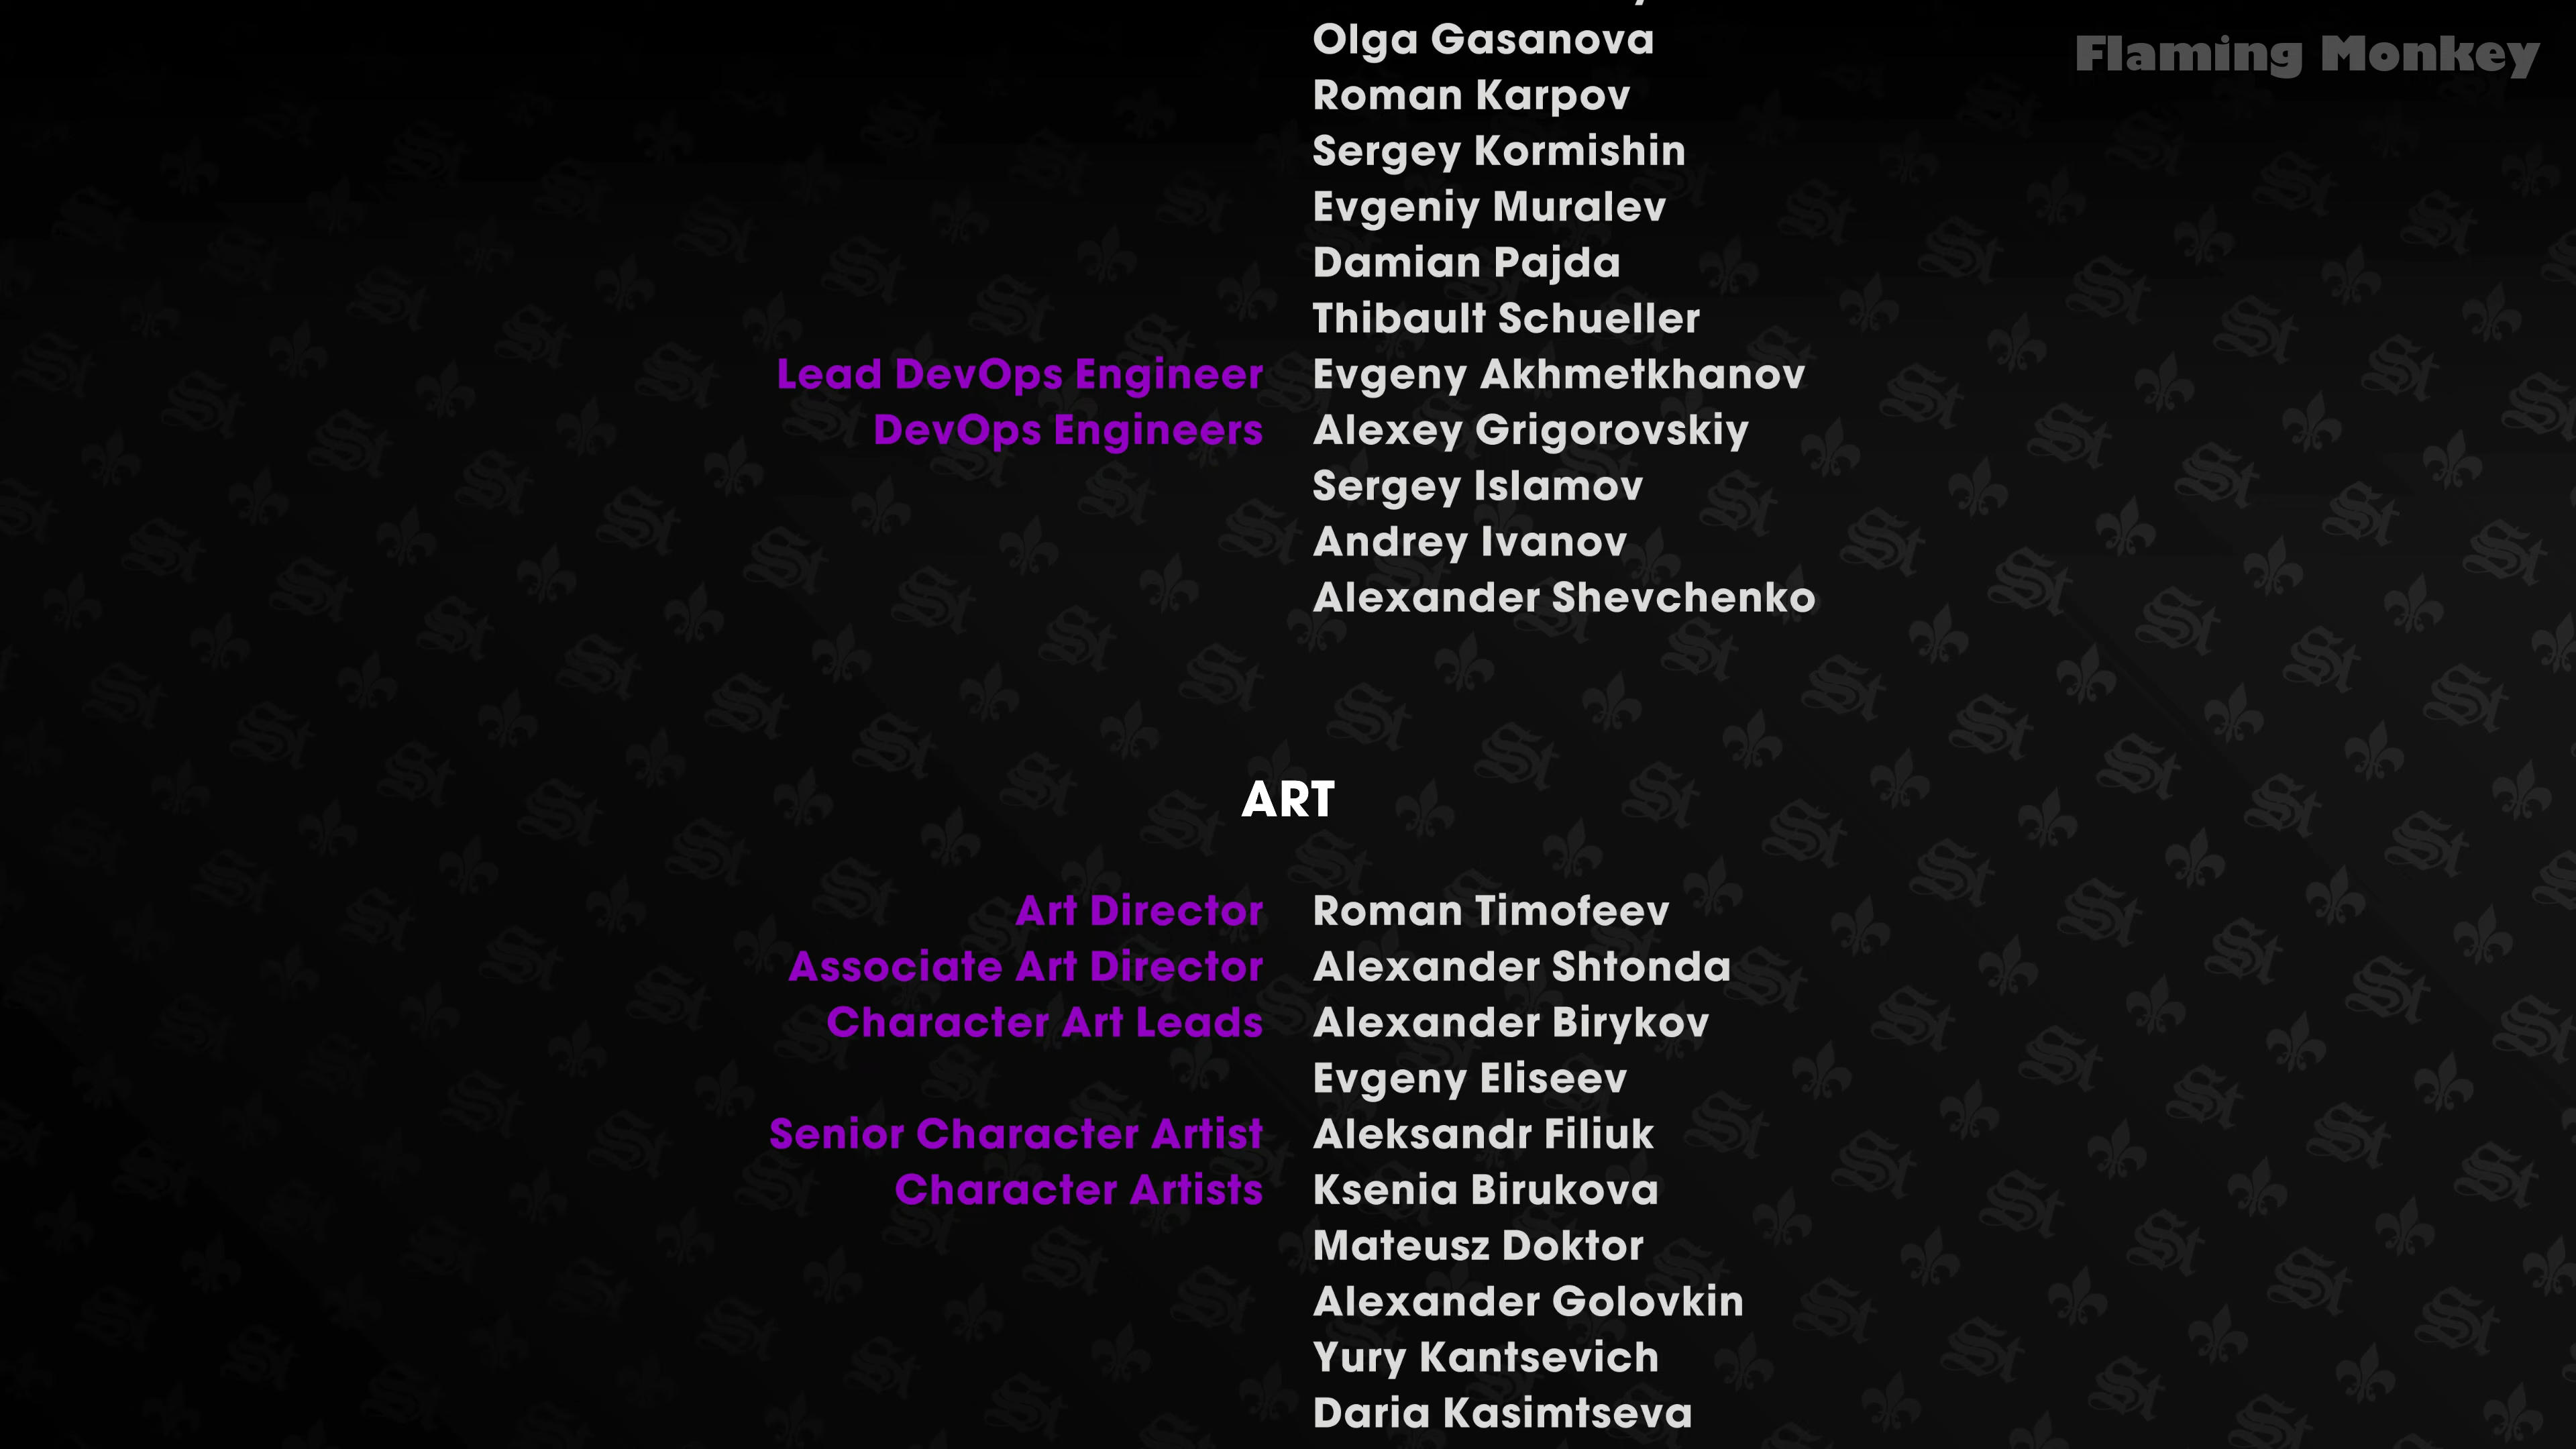 Flaming Monkey
Olga Gasanova
Roman Karpov
Sergey Kormishin
Evgeniy Muralev
Damian Pajda
Thibault Schueller
Lead DevOps Engineer Evgeny Akhmetkhanov
DevOps Engineers Alexey Grigorovskiy
Sergey Islamov
Andrey Ivanov
Alexander Shevchenko
ART
Art Director Roman Timofeev
Associate Art Director Alexander Shtonda
Character Art Leads Alexander Birykov
Evgeny Eliseev
Senior Character Artist Aleksandr Filiuk
Character Artists Ksenia Birukova
Mateusz Doktor
Alexander Golovkin
Yury Kantsevich
Daria Kasimtseva